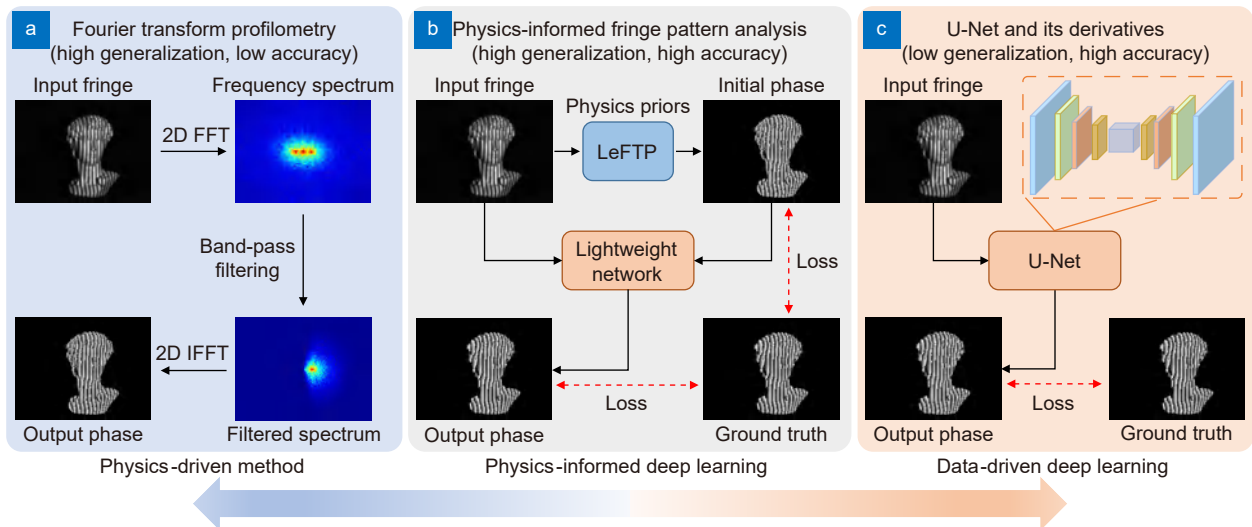 a
Fourier transform profilometry
(high generalization, low accuracy)
Input fringe
Frequency spectrum
2D FFT
Band-pass
filtering
2D IFFT
Output phase
Filtered spectrum
Physics-driven method
b
Physics-informed fringe pattern analysis
(high generalization, high accuracy)
Input fringe
Physics priors
Initial phase
LeFTP
Lightweight
network
Loss
Loss
Output phase
Ground truth
Physics-informed deep learning
c
U-Net and its derivatives
(low generalization, high accuracy)
Input fringe
U-Net
Loss
Output phase
Ground truth
Data-driven deep learning